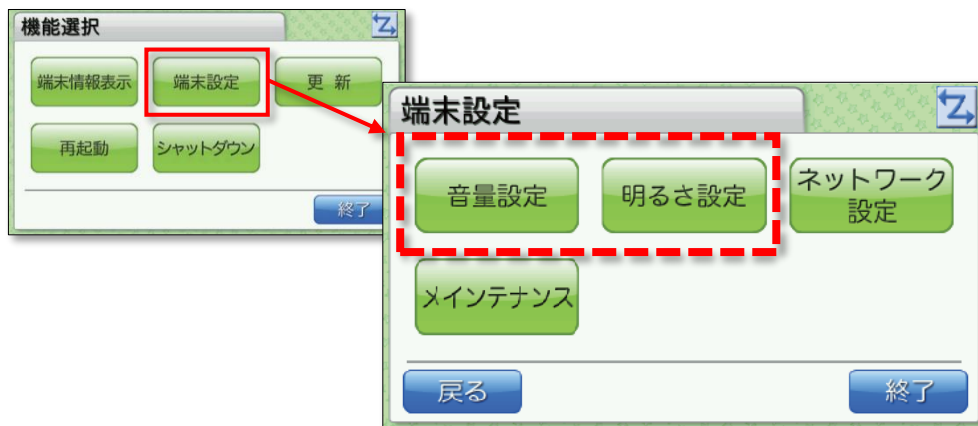 機能選択
端末情報表示
端末設定
更 新
再起動
シャットダウン
終了
端末設定
音量設定
明るさ設定
ネットワーク
設定
メインテナンス
戻る
終了